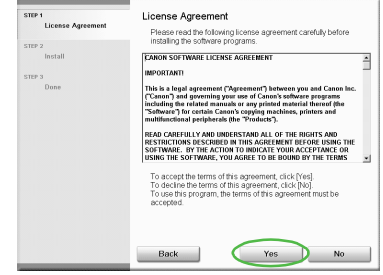 STEP 1
License Agreement
STEP 2
Install
STEP 3
Done
License Agreement
Please read the following license agreement carefully before
installing the software programs.
CANON SOFTWARE LICENSE AGREEMENT
IMPORTANT!
This is a legal agreement ("Agreement") between you and Canon Inc.
("Canon") and governing your use of Canon's software programs
including the related manuals or any printed material thereof (the
"Software") for certain Canon's copying machines, printers and
multifunctional peripherals (the "Products").
READ CAREFULLY AND UNDERSTAND ALL OF THE RIGHTS AND
RESTRICTIONS DESCRIBED IN THIS AGREEMENT BEFORE USING THE
SOFTWARE. BY THE ACTION TO INDICATE YOUR ACCEPTANCE OR
USING THE SOFTWARE, YOU AGREE TO BE BOUND BY THE TERMS
To accept the terms of this agreement, click [Yes].
To decline the terms of this agreement, click [No].
To use this program, the terms of this agreement must be
accepted.
Back
Yes
No